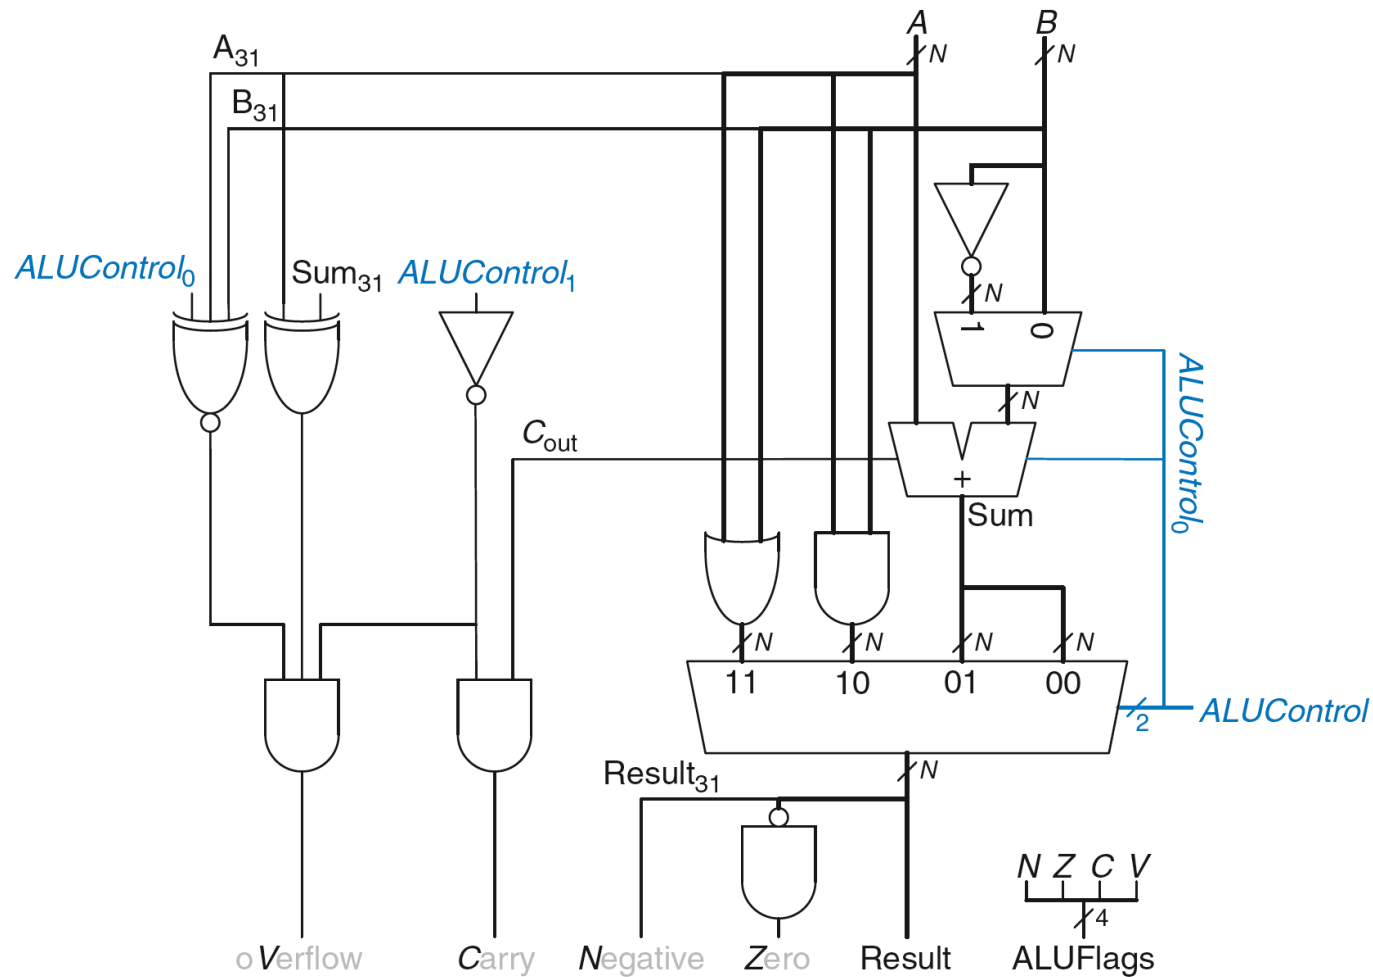 A B
A₃₁ N N
B₃₁
ALUControl₀ Sum₃₁ ALUControl₁
N
1 0
ALUControl₀
N
Cout
+
Sum
N N N N
11 10 01 00
2 ALUControl
Result₃₁ N
N Z C V
4
oVerflow Carry Negative Zero Result ALUFlags